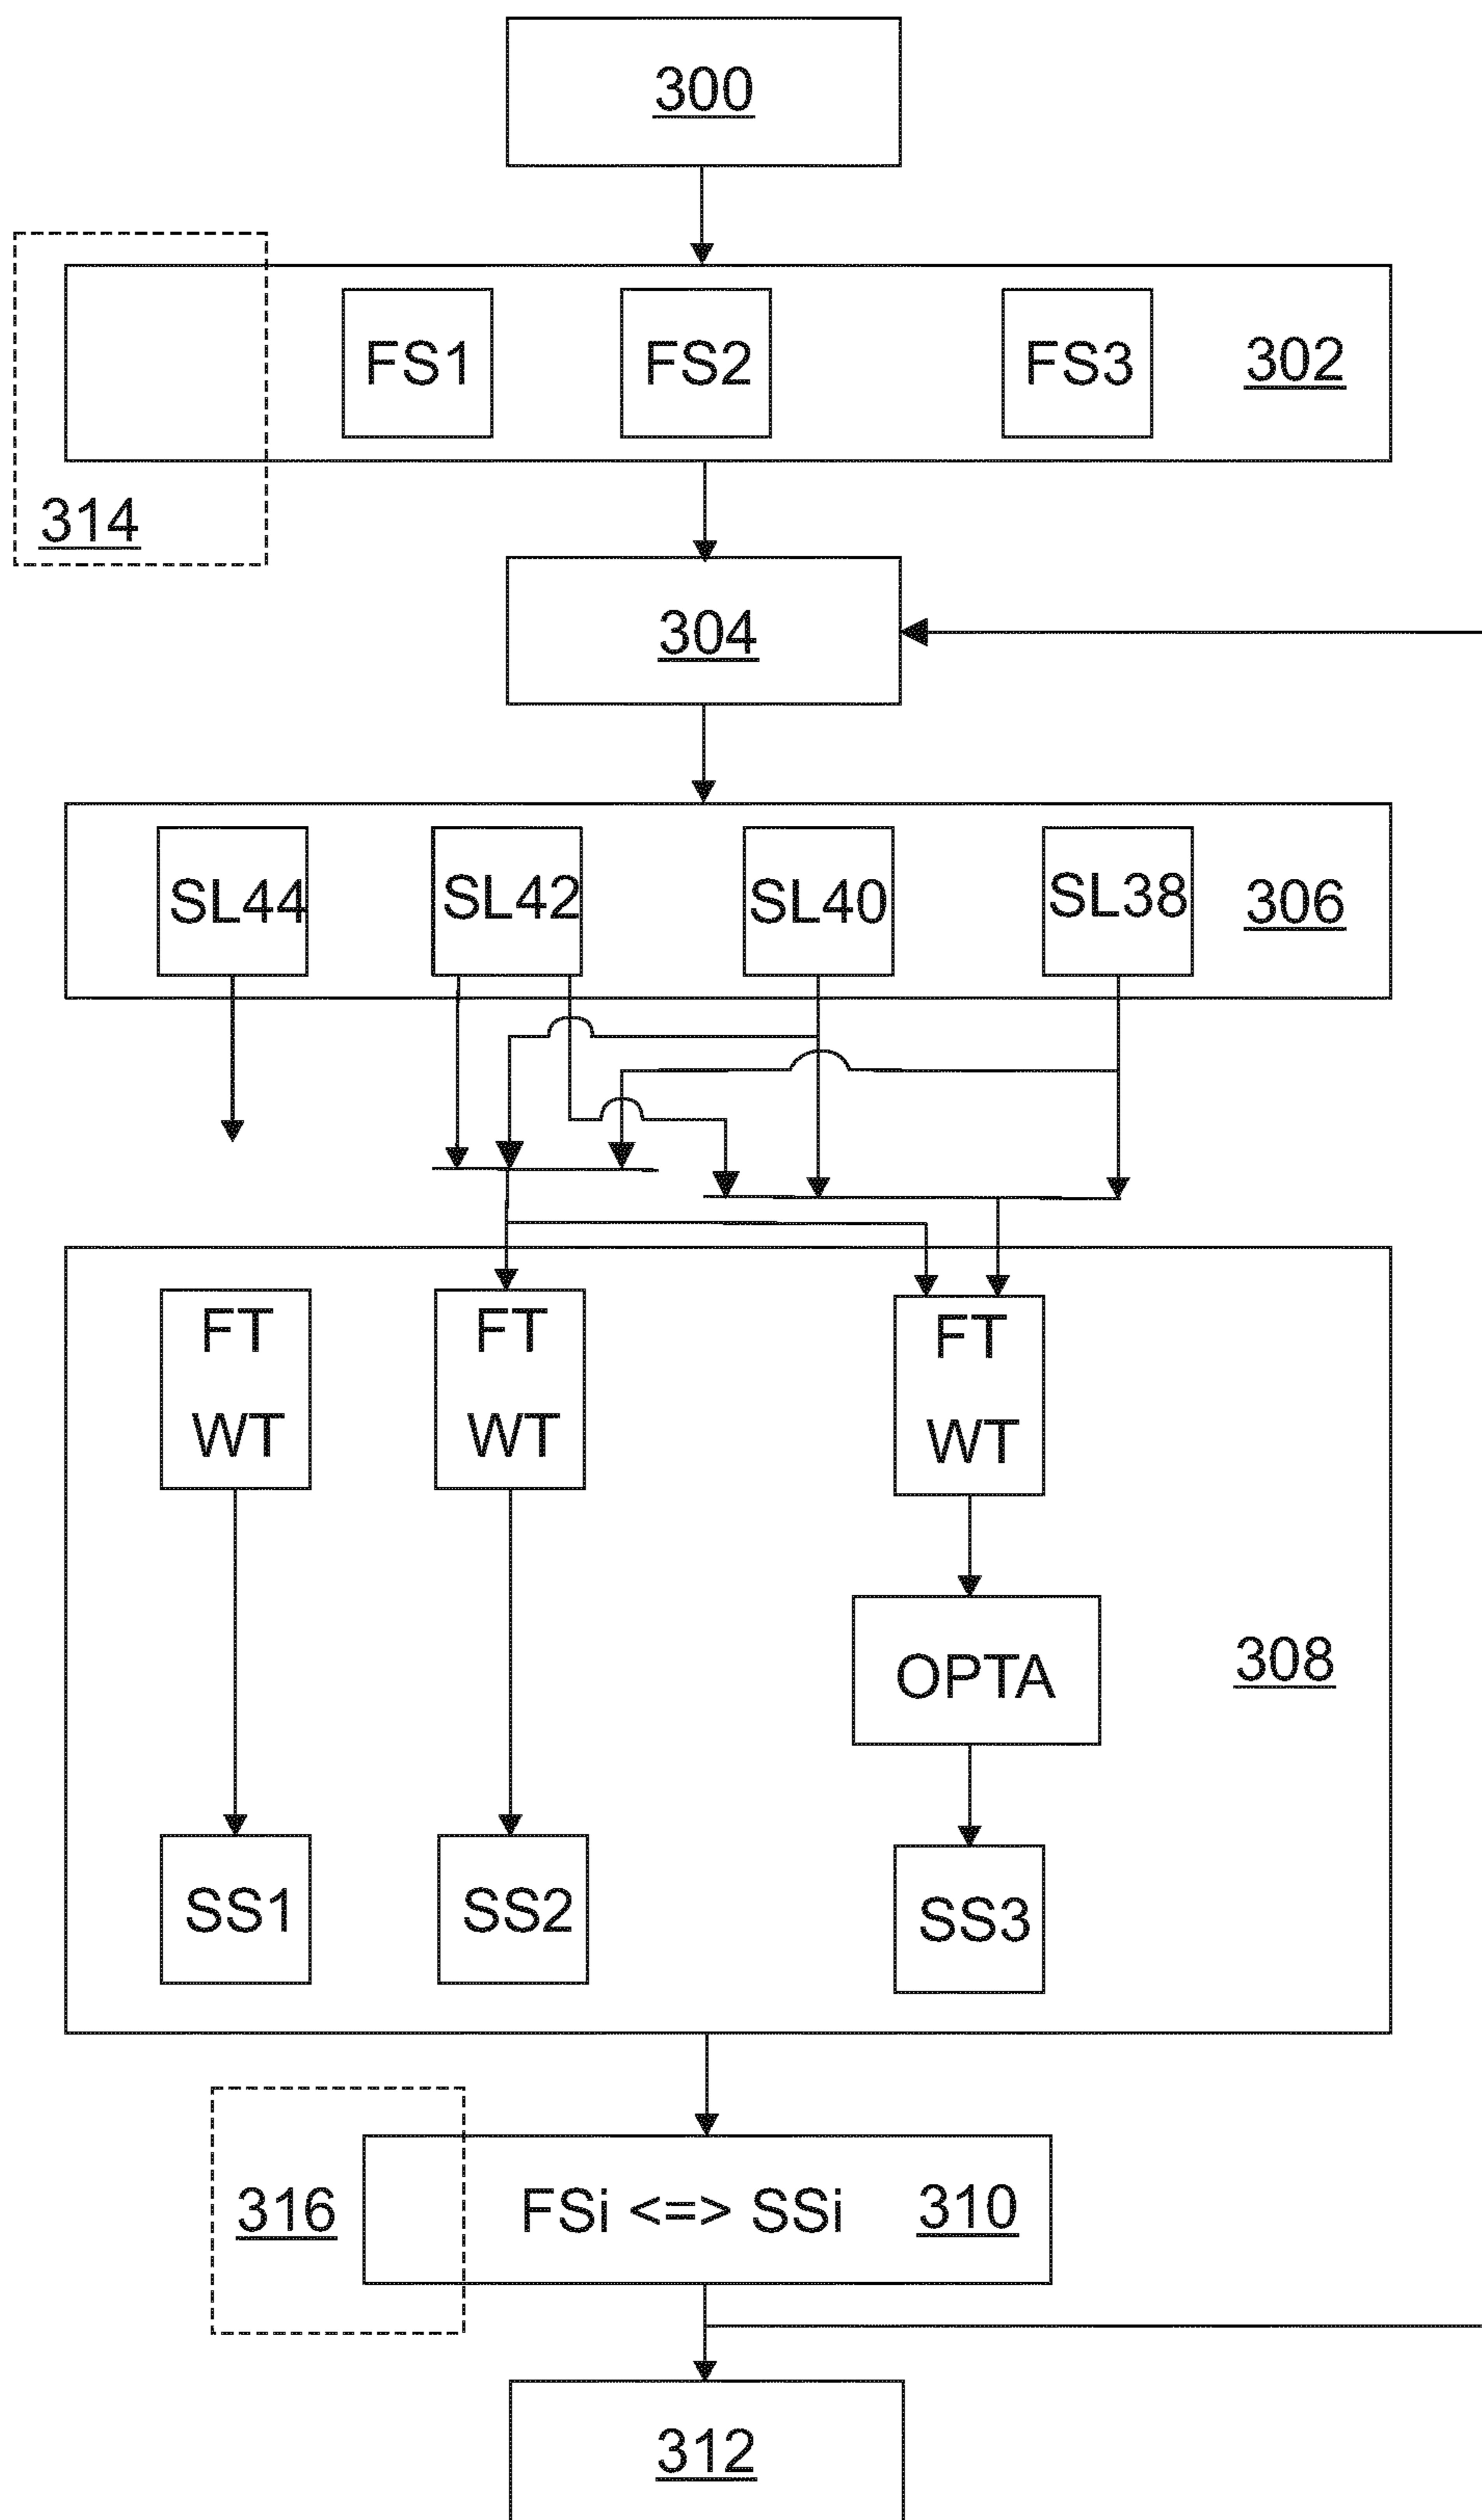 300
FS1 FS2 FS3 302
314
304
SL44 SL42 SL40 SL38 306
FT FT FT
WT WT WT
OPTA 308
SS1 SS2 SS3
316 FSi <=> SSi 310
312